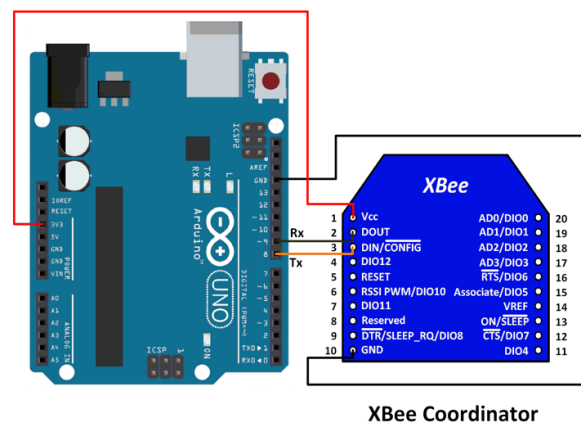 RESET
ICSP2
AREF
GND
13
12
~11
~10
~9
8
7
~6
~5
4
~3
2
TXD▶1
RXD◀0
DIGITAL (PWM=~)
RX
TX
L
Arduino
UNO
ON
ICSP
1
IOREF
RESET
3V3
5V
GND
GND
VIN
POWER
A0
A1
A2
A3
A4
A5
ANALOG IN
Rx
Tx
XBee
1 Vcc AD0/DIO0 20
2 DOUT AD1/DIO1 19
3 DIN/CONFIG AD2/DIO2 18
4 DIO12 AD3/DIO3 17
5 RESET RTS/DIO6 16
6 RSSI PWM/DIO10 Associate/DIO5 15
7 DIO11 VREF 14
8 Reserved ON/SLEEP 13
9 DTR/SLEEP_RQ/DIO8 CTS/DIO7 12
10 GND DIO4 11
XBee Coordinator